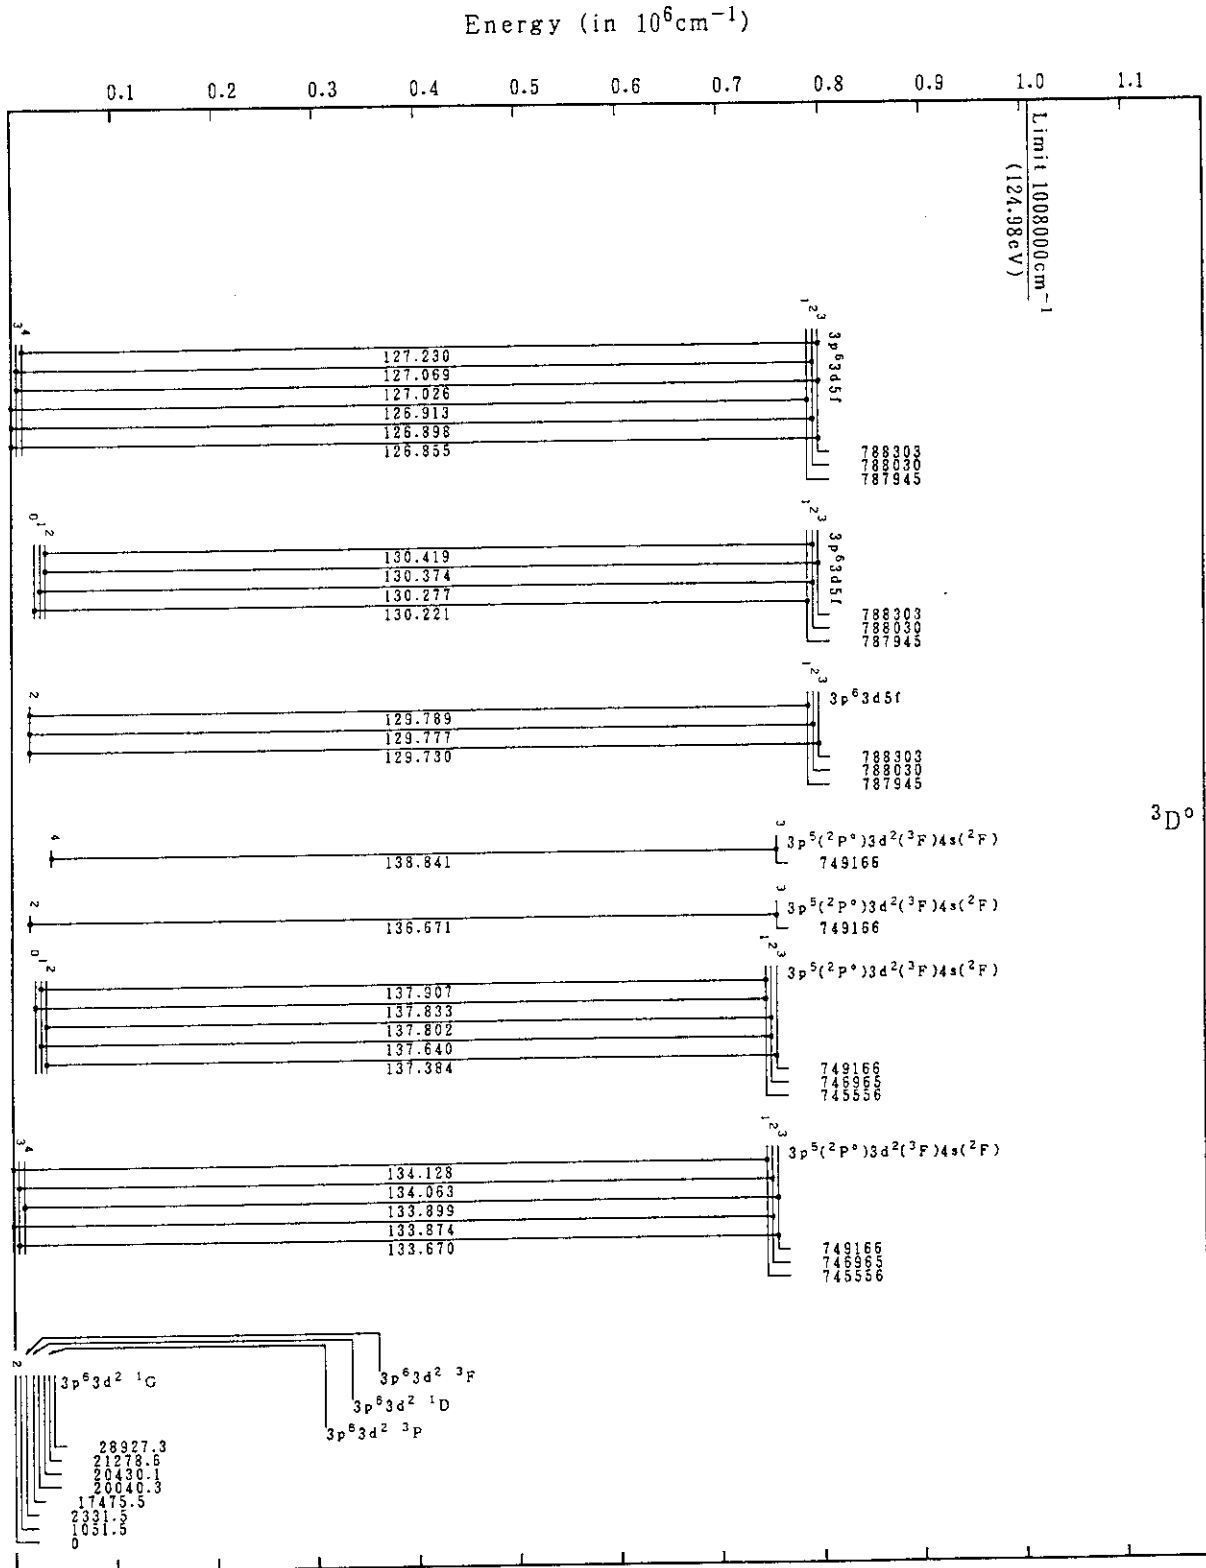 Energy (in 10⁶cm⁻¹)
0.1 0.2 0.3 0.4 0.5 0.6 0.7 0.8 0.9 1.0 1.1
Limit 1008000cm⁻¹
(124.98eV)
3 4
1 2 3
3p⁶3d5f
127.230
127.069
127.026
126.913
126.898
126.855
788303
788030
787945
0 1 2
1 2 3
3p⁶3d5f
130.419
130.374
130.277
130.221
788303
788030
787945
2
1 2 3
3p⁶3d5f
129.789
129.777
129.730
788303
788030
787945
³D°
4
3
3p⁵(²P°)3d²(³F)4s(²F)
138.841
749166
2
3
3p⁵(²P°)3d²(³F)4s(²F)
136.671
749166
0 1 2
1 2 3
3p⁵(²P°)3d²(³F)4s(²F)
137.907
137.833
137.802
137.640
137.384
749166
746965
745556
3 4
1 2 3
3p⁵(²P°)3d²(³F)4s(²F)
134.128
134.063
133.899
133.874
133.670
749166
746965
745556
2
3p⁶3d² ¹G
3p⁶3d² ³F
3p⁶3d² ¹D
3p⁶3d² ³P
28927.3
21278.6
20430.1
20040.3
17475.5
2331.5
1051.5
0